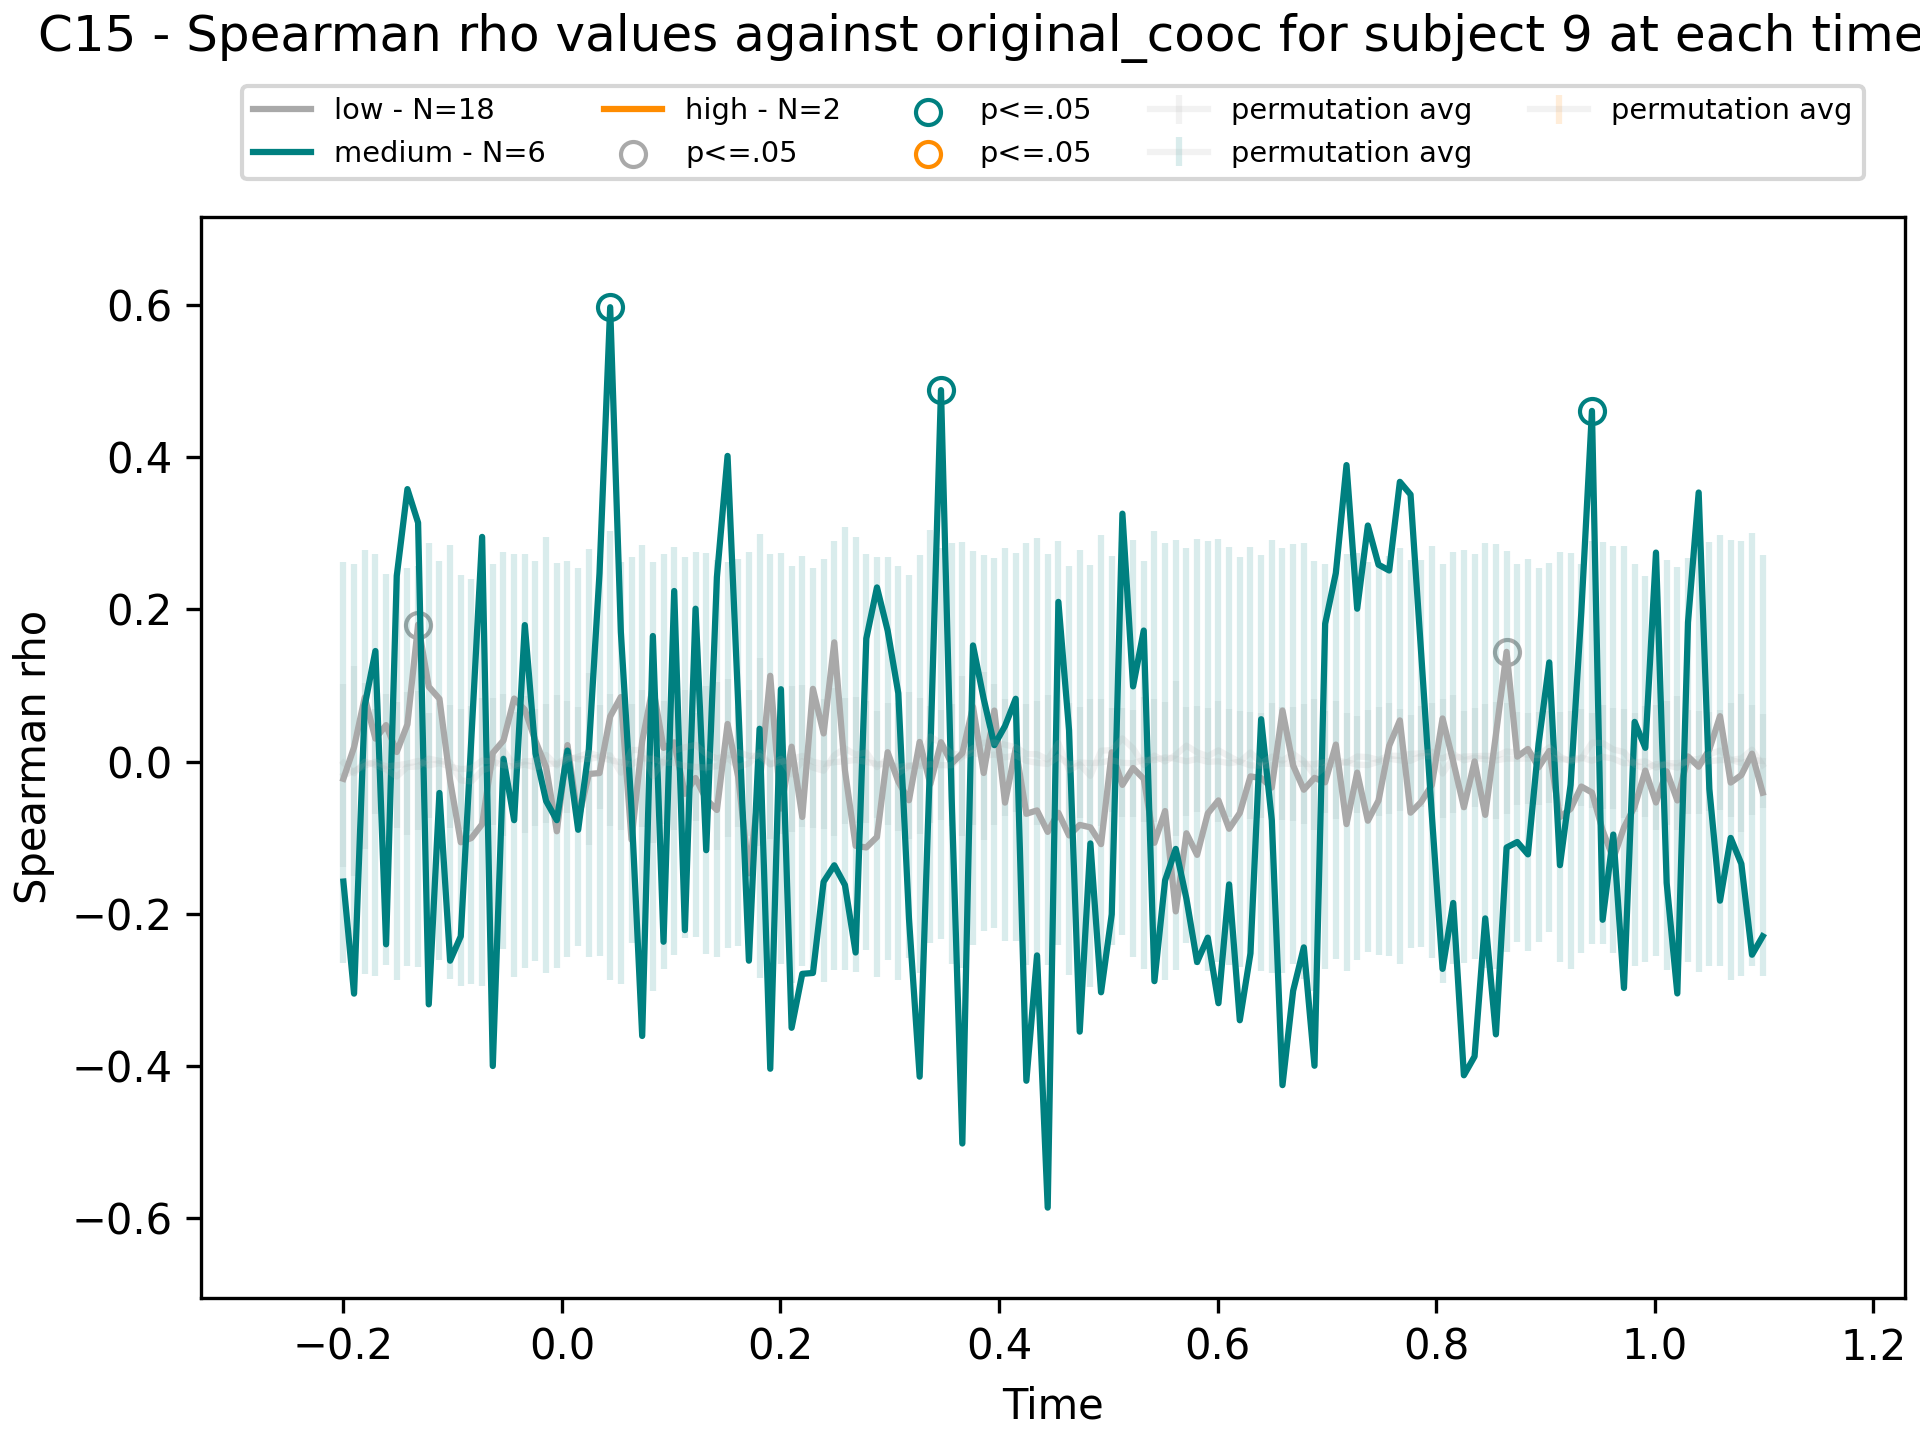 C15 - Spearman rho values against original_cooc for subject 9 at each time
low - N=18
medium - N=6
high - N=2
p<=.05
p<=.05
p<=.05
permutation avg
permutation avg
permutation avg
Spearman rho
0.6
0.4
0.2
0.0
−0.2
−0.4
−0.6
−0.2
0.0
0.2
0.4
0.6
0.8
1.0
1.2
Time